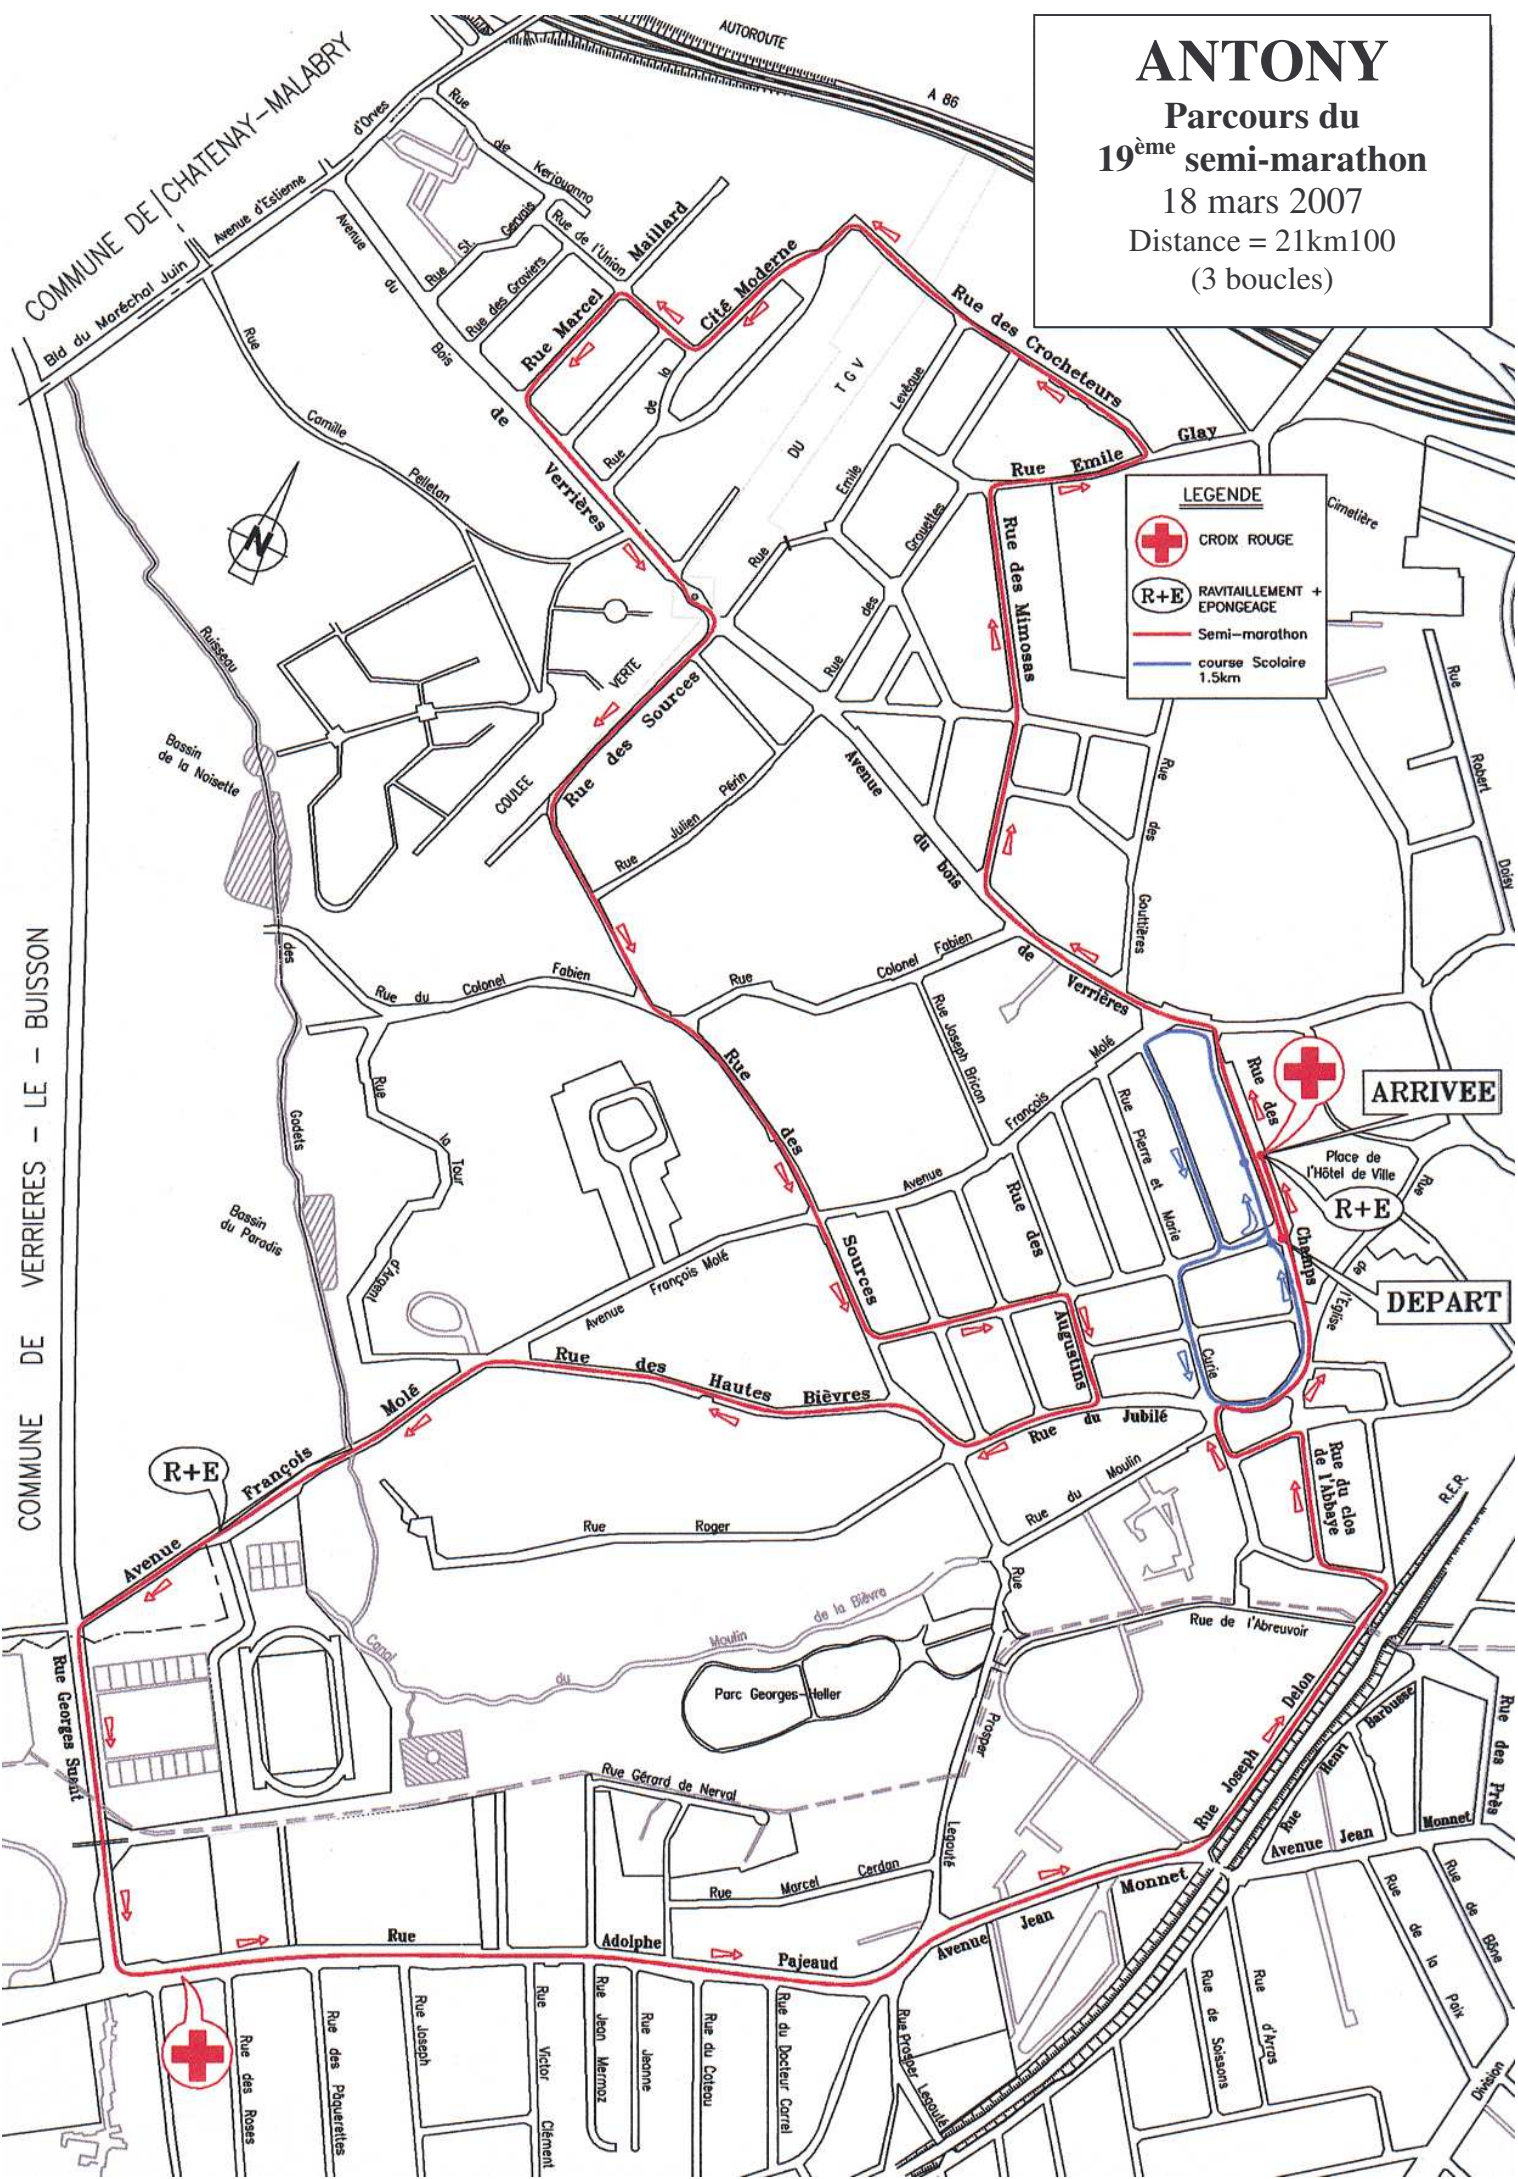 ANTONY
Parcours du
19ème semi-marathon
18 mars 2007
Distance = 21km100
(3 boucles)
AUTOROUTE
A 86
COMMUNE DE CHATENAY-MALABRY
Bld du Maréchal Juin
Avenue d'Estienne d'Orves
Rue de Kerjouanno
Rue St. Gervais
Rue de l'Union
Rue des Graviers
Rue Marcel Maillard
Rue de la Cité Moderne
Rue des Crocheteurs
Avenue du Bois de Verrières
Rue Camille Pelletan
Rue Emile Glay
Rue Emile Levêque
Rue des Grouettes
DU TGV
Rue des Mimosas
N
LEGENDE
CROIX ROUGE
R+E
RAVITAILLEMENT +
EPONGEAGE
Semi-marathon
course Scolaire
1.5km
Cimetière
Rue Robert Doisy
Ruisseau des Godets
COULEE VERTE
Rue des Sources
Bassin
de la Noisette
Rue Julien Périn
Avenue du bois de Verrières
Rue des Gouttières
Rue du Colonel Fabien
Rue Colonel Fabien
Rue Joseph Bricon
COMMUNE DE VERRIERES - LE - BUISSON
Rue la Tour d'Argent
Bassin
du Paradis
Rue des Sources
Avenue François Molé
Rue Pierre et Marie Curie
Rue des Champs
ARRIVEE
Place de
l'Hôtel de Ville
R+E
DEPART
Rue de l'Eglise
Avenue François Molé
Rue des Augustins
Rue des Hautes Bièvres
Rue du Jubilé
Rue du Moulin
Rue du clos
de l'Abbaye
R.E.R.
R+E
Avenue François Molé
Rue Roger
Canal du Moulin de la Bièvre
Parc Georges-Heller
Rue de l'Abreuvoir
Rue Prosper Legouté
Rue Georges Suant
Rue Gérard de Nerval
Rue Marcel Cerdan
Rue Joseph Delon
Rue Henri Barbusse
Rue des Près
Avenue Jean Monnet
Avenue Jean Monnet
Rue Adolphe Pajeaud
Rue de la Paix
Rue de Bône
Rue des Roses
Rue des Pâquerettes
Rue Joseph
Rue Victor Clément
Rue Jean Mermoz
Rue Jeanne
Rue du Coteau
Rue du Docteur Carrel
Rue Prosper Legouté
Rue de Soissons
Rue d'Arras
Division